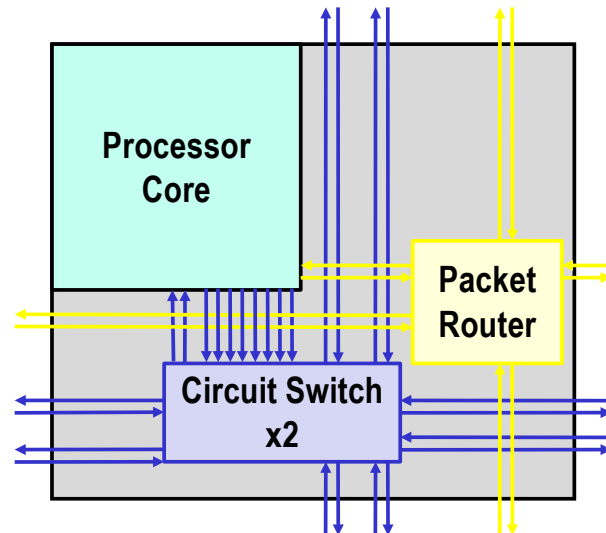 Processor
Core
Packet
Router
Circuit Switch
x2